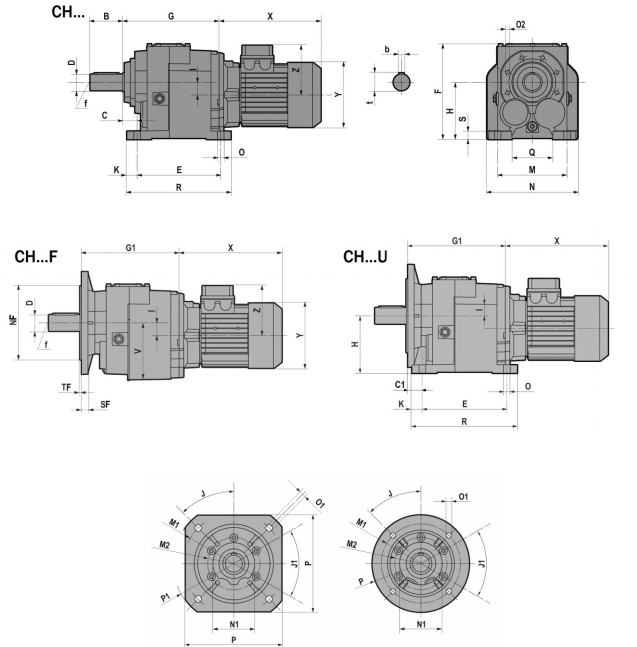 CH...
B G X
D
f
C
I
Z
Y
K E O
R
b
t
O2
F
H
S
Q
M
N
CH...F
G1 X
NF
D
f
I
V
Z
Y
TF
SF
CH...U
G1 X
H
I
C1
K E O
R
J
O1
M1
M2
J1
P
P1
N1
P
J
O1
M1
M2
P
J1
N1